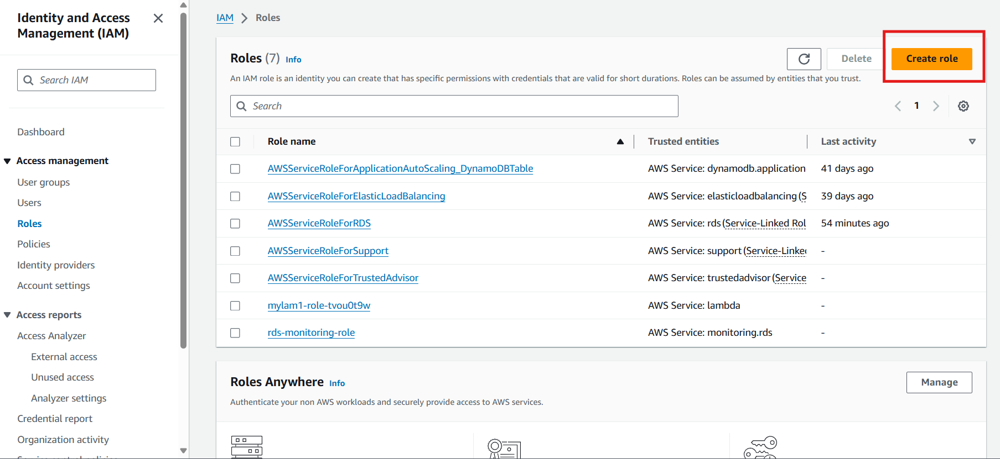 Identity and Access
Management (IAM)
Search IAM
Dashboard
Access management
User groups
Users
Roles
Policies
Identity providers
Account settings
Access reports
Access Analyzer
External access
Unused access
Analyzer settings
Credential report
Organization activity
IAM > Roles
Roles (7) Info
Delete
Create role
An IAM role is an identity you can create that has specific permissions with credentials that are valid for short durations. Roles can be assumed by entities that you trust.
Search
1
Role name Trusted entities Last activity
AWSServiceRoleForApplicationAutoScaling_DynamoDBTable AWS Service: dynamodb.application 41 days ago
AWSServiceRoleForElasticLoadBalancing AWS Service: elasticloadbalancing (S 39 days ago
AWSServiceRoleForRDS AWS Service: rds (Service-Linked Rol 54 minutes ago
AWSServiceRoleForSupport AWS Service: support (Service-Linke -
AWSServiceRoleForTrustedAdvisor AWS Service: trustedadvisor (Service -
mylam1-role-tvou0t9w AWS Service: lambda -
rds-monitoring-role AWS Service: monitoring.rds -
Roles Anywhere Info
Manage
Authenticate your non AWS workloads and securely provide access to AWS services.